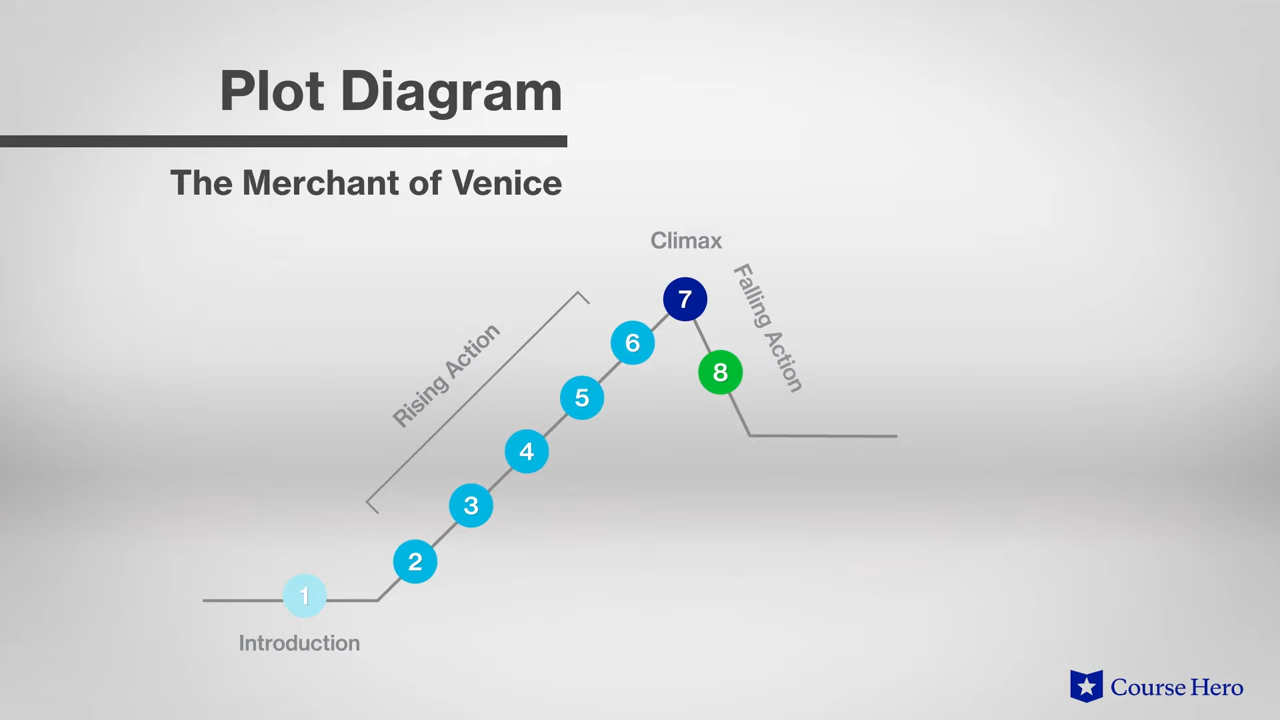 Plot Diagram
The Merchant of Venice
Climax
Falling Action
Rising Action
7
6
8
5
4
3
2
1
Introduction
Course Hero